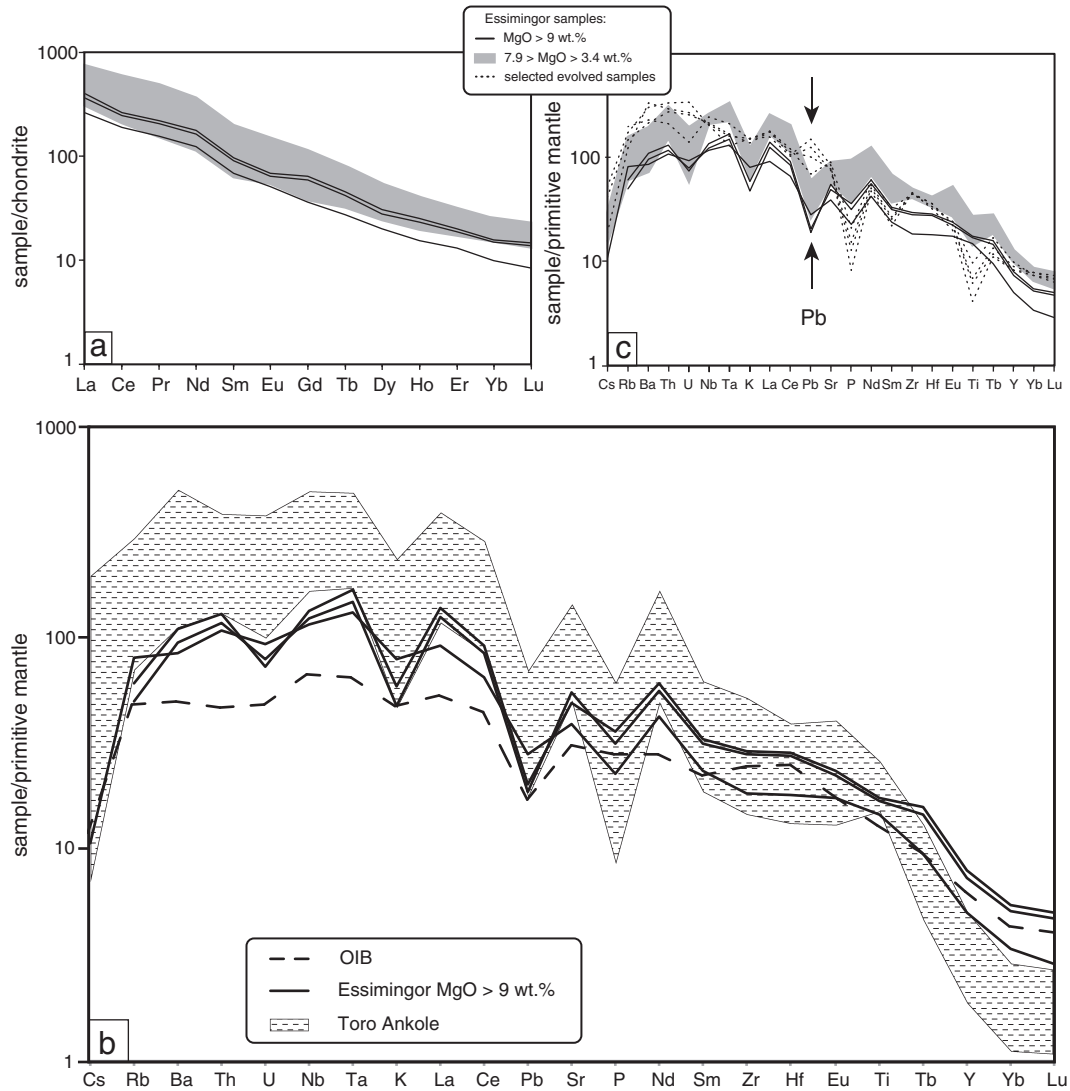 Essimingor samples:
MgO > 9 wt.%
7.9 > MgO > 3.4 wt.%
selected evolved samples
sample/chondrite
1000
100
10
1
a
La Ce Pr Nd Sm Eu Gd Tb Dy Ho Er Yb Lu
sample/primitive mantle
100
10
1
Pb
c
Cs Rb Ba Th U Nb Ta K La Ce Pb Sr P Nd Sm Zr Hf Eu Ti Tb Y Yb Lu
sample/primitive mantle
1000
100
10
1
OIB
Essimingor MgO > 9 wt.%
Toro Ankole
b
Cs Rb Ba Th U Nb Ta K La Ce Pb Sr P Nd Sm Zr Hf Eu Ti Tb Y Yb Lu